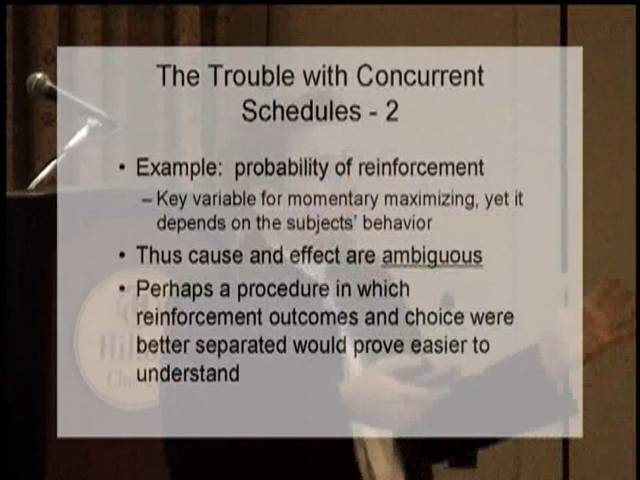 The Trouble with Concurrent
Schedules - 2
• Example: probability of reinforcement
– Key variable for momentary maximizing, yet it
depends on the subjects' behavior
• Thus cause and effect are ambiguous
• Perhaps a procedure in which
reinforcement outcomes and choice were
better separated would prove easier to
understand